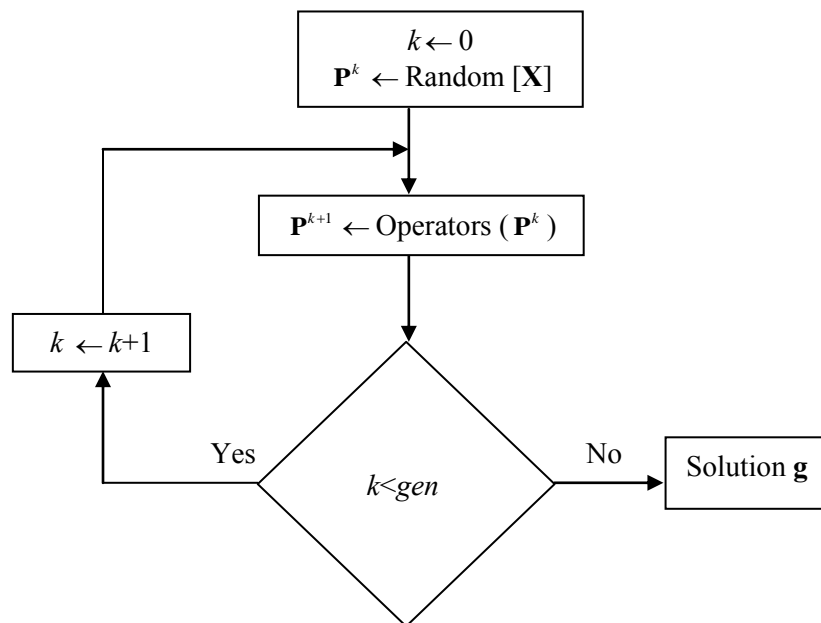 k ← 0
P^k ← Random [X]
P^{k+1} ← Operators ( P^k )
k ← k+1
Yes
k<gen
No
Solution g